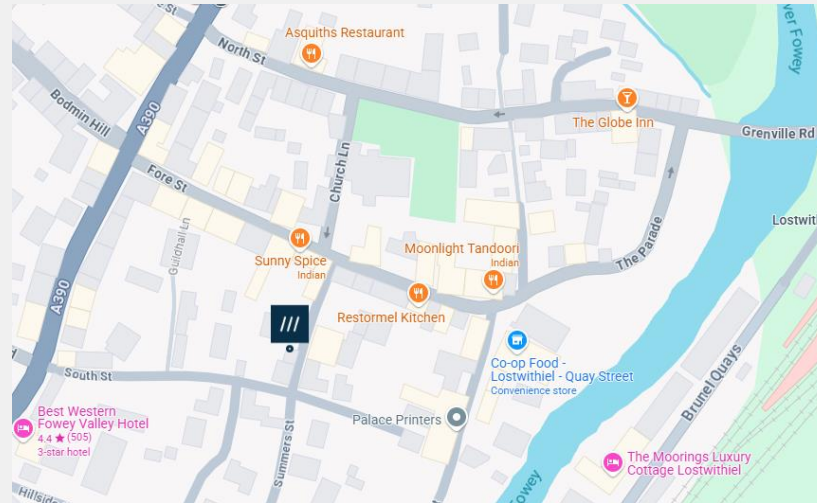 North St
Asquiths Restaurant
The Globe Inn
Grenville Rd
Bodmin Hill
A390
Fore St
Church Ln
Guildhall Ln
Sunny Spice
Indian
Moonlight Tandoori
Indian
The Parade
Restormel Kitchen
A390
South St
Co-op Food -
Lostwithiel - Quay Street
Convenience store
Brunel Quays
Best Western
Fowey Valley Hotel
4.4 ★ (505)
3-star hotel
Summers St
Palace Printers
The Moorings Luxury
Cottage Lostwithiel
Fowey
Fowey